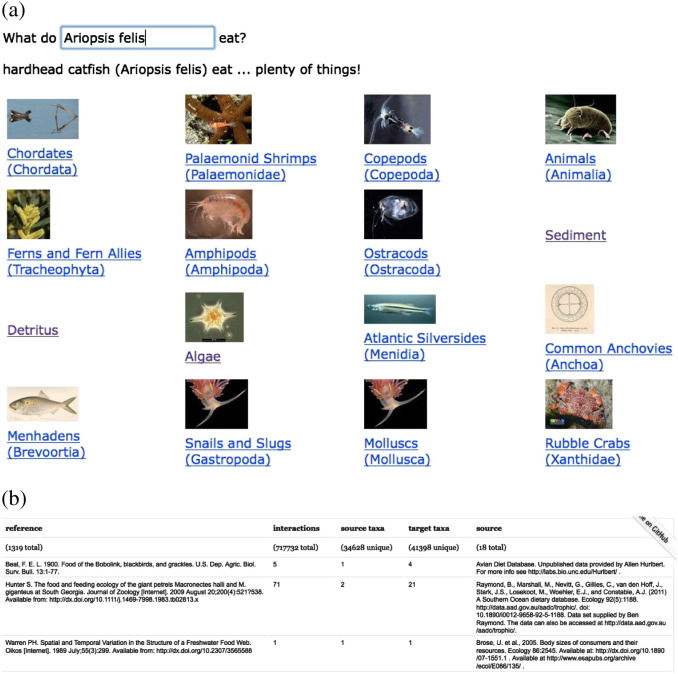 (a)
What do Ariopsis felis eat?
hardhead catfish (Ariopsis felis) eat ... plenty of things!
Chordates
(Chordata)
Palaemonid Shrimps
(Palaemonidae)
Copepods
(Copepoda)
Animals
(Animalia)
Ferns and Fern Allies
(Tracheophyta)
Amphipods
(Amphipoda)
Ostracods
(Ostracoda)
Sediment
Detritus
Algae
Atlantic Silversides
(Menidia)
Common Anchovies
(Anchoa)
Menhadens
(Brevoortia)
Snails and Slugs
(Gastropoda)
Molluscs
(Mollusca)
Rubble Crabs
(Xanthidae)
(b)
reference interactions source taxa target taxa source
(1319 total) (717732 total) (34628 unique) (41398 unique) (18 total)
e on GitHub
Beal, F. E. L. 1900. Food of the Bobolink, blackbirds, and grackles. U.S. Dep. Agric. Biol.
Surv. Bull. 13:1-77.
5 1 4
Avian Diet Database. Unpublished data provided by Allen Hurlbert.
For more info see http://labs.bio.unc.edu/Hurlbert/ .
Hunter S. The food and feeding ecology of the giant petrels Macronectes halli and M.
giganteus at South Georgia. Journal of Zoology [Internet]. 2009 August 20;200(4):521?538.
Available from: http://dx.doi.org/10.1111/j.1469-7998.1983.tb02813.x
71 2 21
Raymond, B., Marshall, M., Nevitt, G., Gillies, C., van den Hoff, J.,
Stark, J.S., Losekoot, M., Woehler, E.J., and Constable, A.J. (2011)
A Southern Ocean dietary database. Ecology 92(5):1188.
http://data.aad.gov.au/aadc/trophic/. doi:
10.1890/0012-9658-92-5-1188. Data set supplied by Ben
Raymond. The data can also be accessed at http://data.aad.gov.au
/aadc/trophic/.
Warren PH. Spatial and Temporal Variation in the Structure of a Freshwater Food Web.
Oikos [Internet]. 1989 July;55(3):299. Available from: http://dx.doi.org/10.2307/3565588
1 1 1
Brose, U. et al., 2005. Body sizes of consumers and their
resources. Ecology 86:2545. Available at: http://dx.doi.org/10.1890
/07-1551.1 . Available at http://www.esapubs.org/archive
/ecol/E086/135/ .